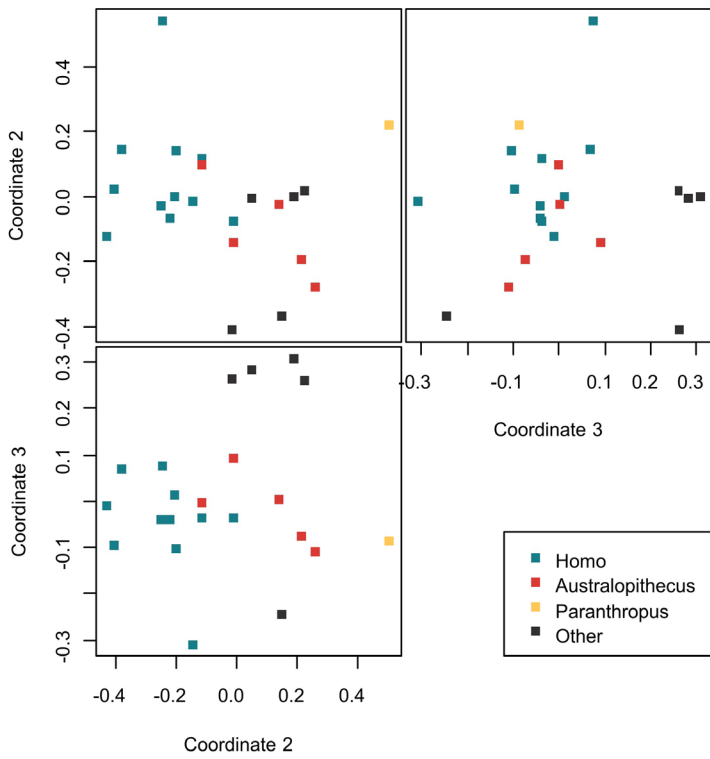 Coordinate 2
0.4
0.2
0.0
-0.2
-0.4
-0.3
-0.1
0.1
0.2
0.3
Coordinate 3
Coordinate 3
0.3
0.2
0.1
-0.1
-0.3
-0.4
-0.2
0.0
0.2
0.4
Coordinate 2
Homo
Australopithecus
Paranthropus
Other